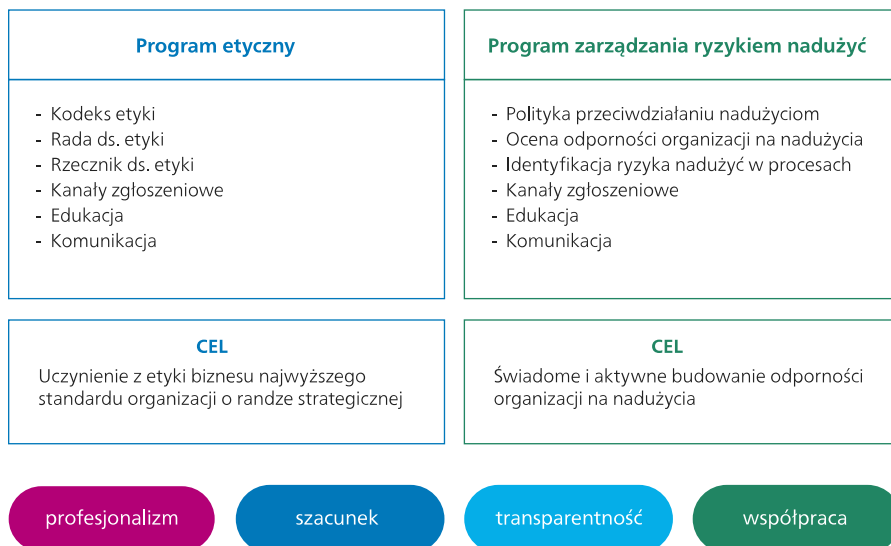 Program etyczny
- Kodeks etyki
- Rada ds. etyki
- Rzecznik ds. etyki
- Kanały zgłoszeniowe
- Edukacja
- Komunikacja
Program zarządzania ryzykiem nadużyć
- Polityka przeciwdziałaniu nadużyciom
- Ocena odporności organizacji na nadużycia
- Identyfikacja ryzyka nadużyć w procesach
- Kanały zgłoszeniowe
- Edukacja
- Komunikacja
CEL
Uczynienie z etyki biznesu najwyższego
standardu organizacji o randze strategicznej
CEL
Świadome i aktywne budowanie odporności
organizacji na nadużycia
profesjonalizm
szacunek
transparentność
współpraca